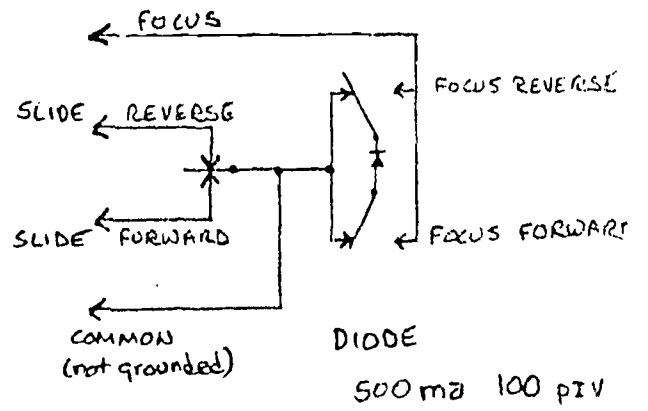 FOCUS
SLIDE REVERSE
FOCUS REVERSE
SLIDE FORWARD
FOCUS FORWARD
COMMON
(not grounded)
DIODE
500 ma 100 PIV